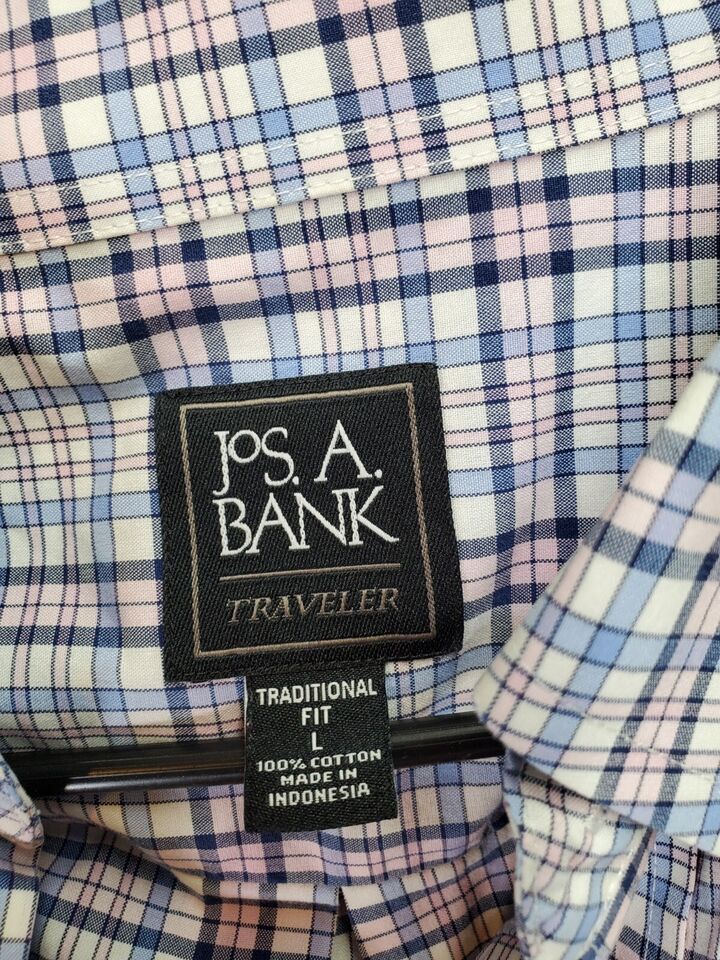 JoS. A.
BANK
TRAVELER
TRADITIONAL
FIT
L
100% COTTON
MADE IN
INDONESIA